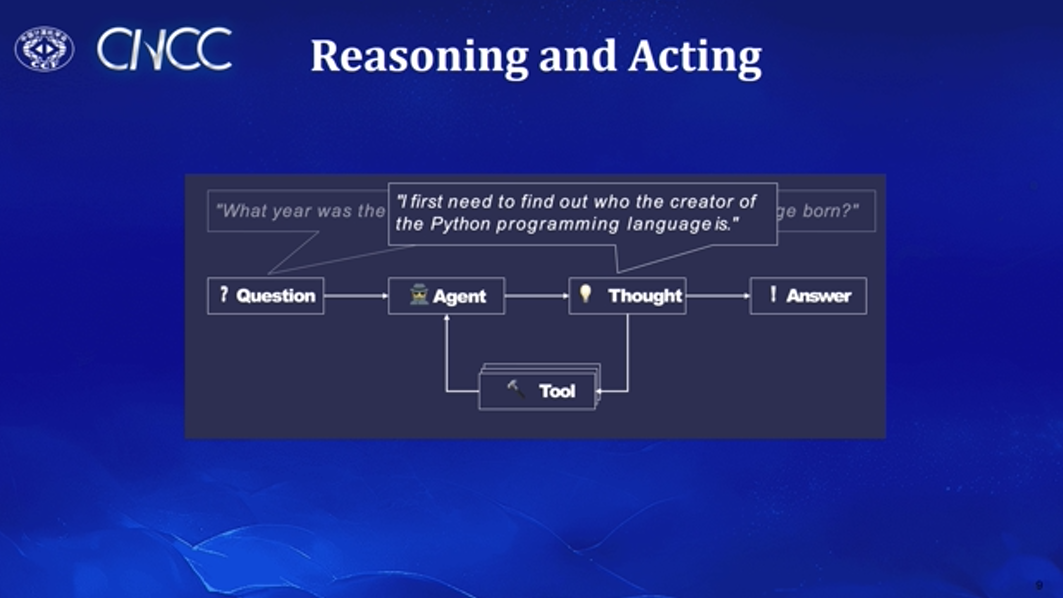 CCF
CNCC
Reasoning and Acting
"What year was the
"I first need to find out who the creator of
the Python programming language is."
ge born?"
? Question
Agent
Thought
! Answer
Tool
9